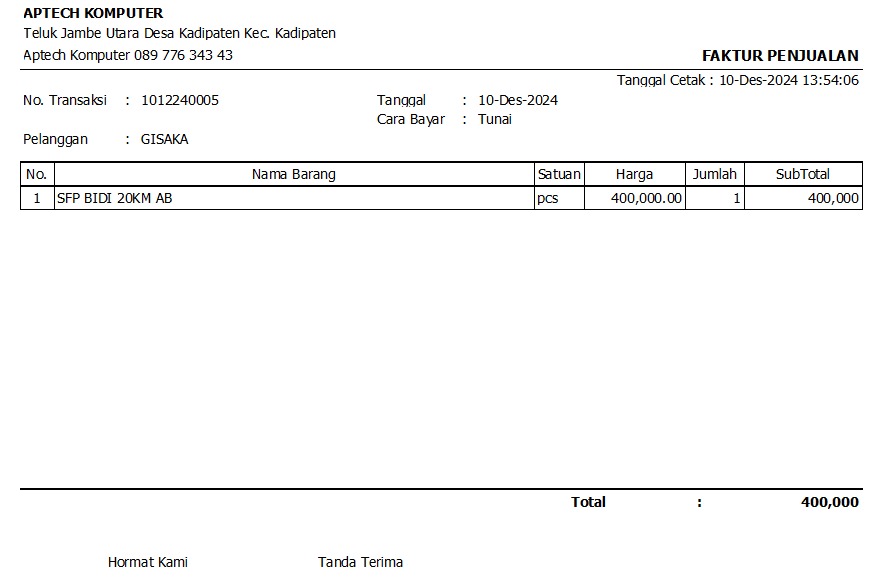 APTECH KOMPUTER
Teluk Jambe Utara Desa Kadipaten Kec. Kadipaten
Aptech Komputer 089 776 343 43
FAKTUR PENJUALAN
Tanggal Cetak : 10-Des-2024 13:54:06
No. Transaksi : 1012240005 Tanggal : 10-Des-2024
Cara Bayar : Tunai
Pelanggan : GISAKA
No. Nama Barang Satuan Harga Jumlah SubTotal
1 SFP BIDI 20KM AB pcs 400,000.00 1 400,000
Total : 400,000
Hormat Kami Tanda Terima